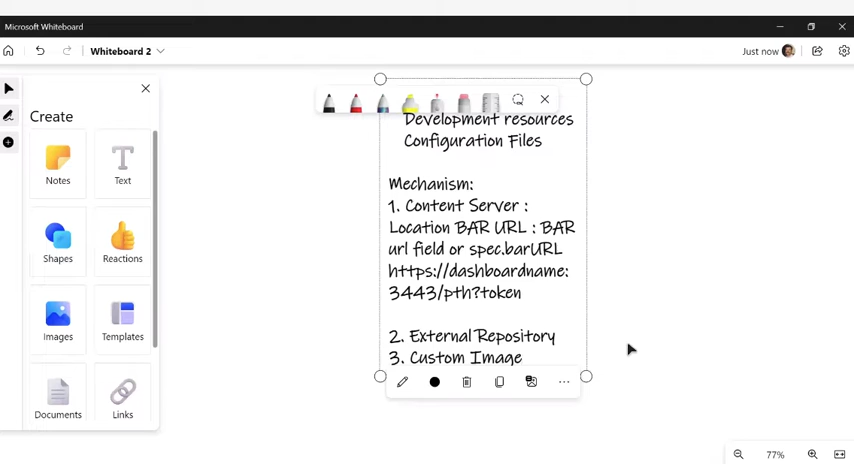 Microsoft Whiteboard
Whiteboard 2
Just now
Create
Notes
Text
Shapes
Reactions
Images
Templates
Documents
Links
Development resources
Configuration Files
Mechanism:
1. Content Server :
Location BAR URL : BAR
url field or spec.barURL
https://dashboardname:
3443/pth?token
2. External Repository
3. Custom Image
77%